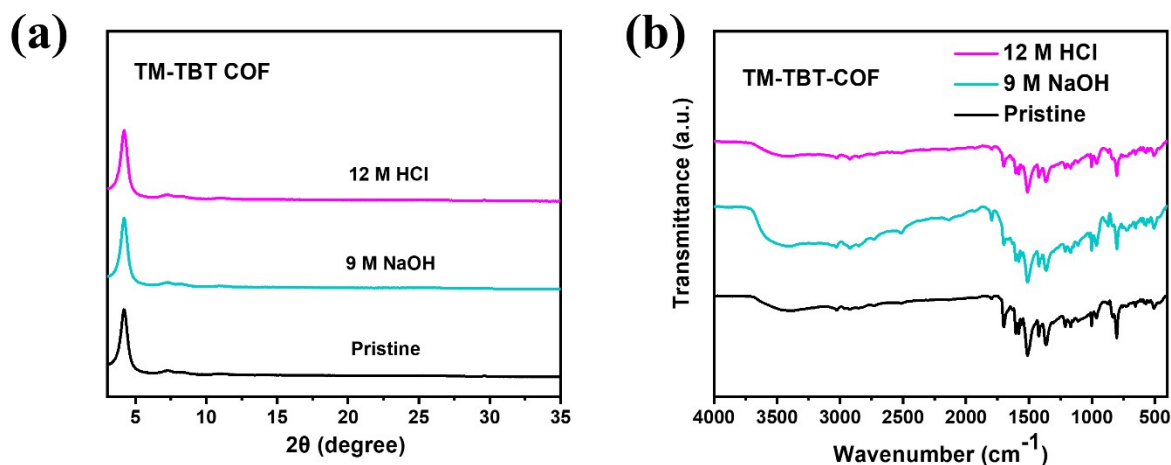 (a)
TM-TBT COF
12 M HCl
9 M NaOH
Pristine
5 10 15 20 25 30 35
2θ (degree)
(b)
TM-TBT-COF
12 M HCl
9 M NaOH
Pristine
Transmittance (a.u.)
4000 3500 3000 2500 2000 1500 1000 500
Wavenumber (cm⁻¹)